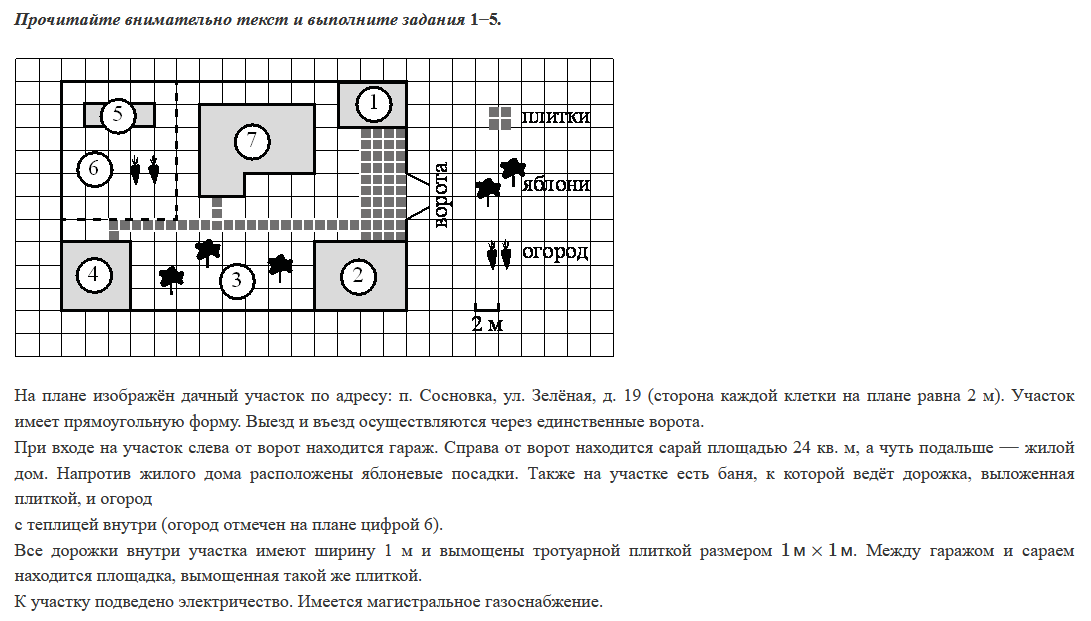 Прочитайте внимательно текст и выполните задания 1−5.
1
5
плитки
7
6
ворота
яблони
огород
4
3
2
2 м
На плане изображён дачный участок по адресу: п. Сосновка, ул. Зелёная, д. 19 (сторона каждой клетки на плане равна 2 м). Участок
имеет прямоугольную форму. Выезд и въезд осуществляются через единственные ворота.
При входе на участок слева от ворот находится гараж. Справа от ворот находится сарай площадью 24 кв. м, а чуть подальше — жилой
дом. Напротив жилого дома расположены яблоневые посадки. Также на участке есть баня, к которой ведёт дорожка, выложенная
плиткой, и огород
с теплицей внутри (огород отмечен на плане цифрой 6).
Все дорожки внутри участка имеют ширину 1 м и вымощены тротуарной плиткой размером 1 м × 1 м. Между гаражом и сараем
находится площадка, вымощенная такой же плиткой.
К участку подведено электричество. Имеется магистральное газоснабжение.